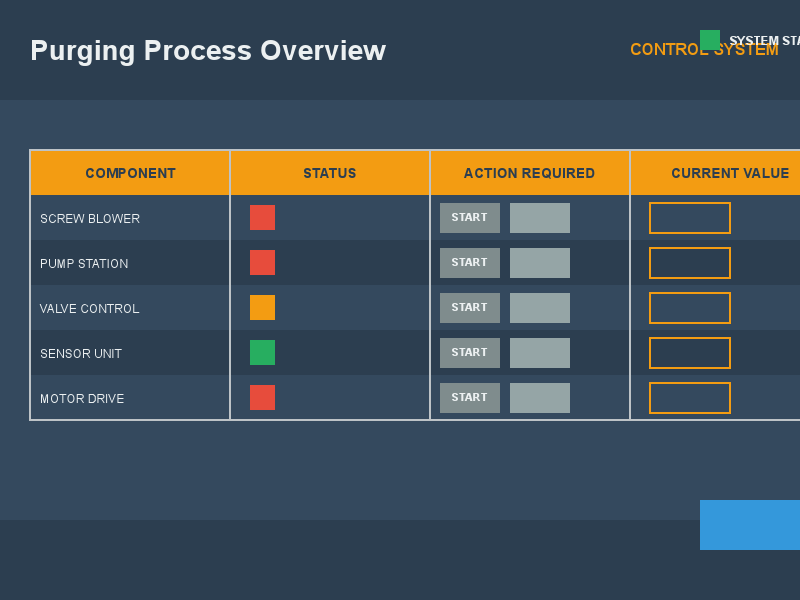 Purging Process Overview
CONTROL SYSTEM
SYSTEM STA
COMPONENT STATUS ACTION REQUIRED CURRENT VALUE
SCREW BLOWER START
PUMP STATION START
VALVE CONTROL START
SENSOR UNIT START
MOTOR DRIVE START